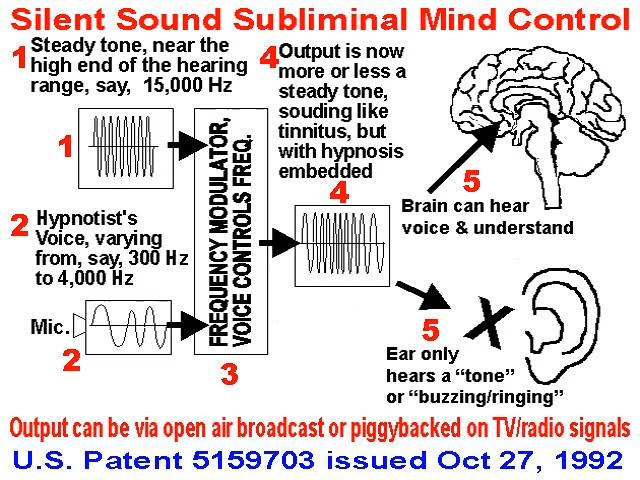 Silent Sound Subliminal Mind Control
1 Steady tone, near the
high end of the hearing
range, say, 15,000 Hz
4 Output is now
more or less a
steady tone,
souding like
tinnitus, but
with hypnosis
embedded
1
2 Hypnotist's
Voice, varying
from, say, 300 Hz
to 4,000 Hz
Mic.
2
FREQUENCY MODULATOR,
VOICE CONTROLS FREQ.
3
4
5
Brain can hear
voice & understand
5
X
Ear only
hears a “tone”
or “buzzing/ringing”
Output can be via open air broadcast or piggybacked on TV/radio signals
U.S. Patent 5159703 issued Oct 27, 1992